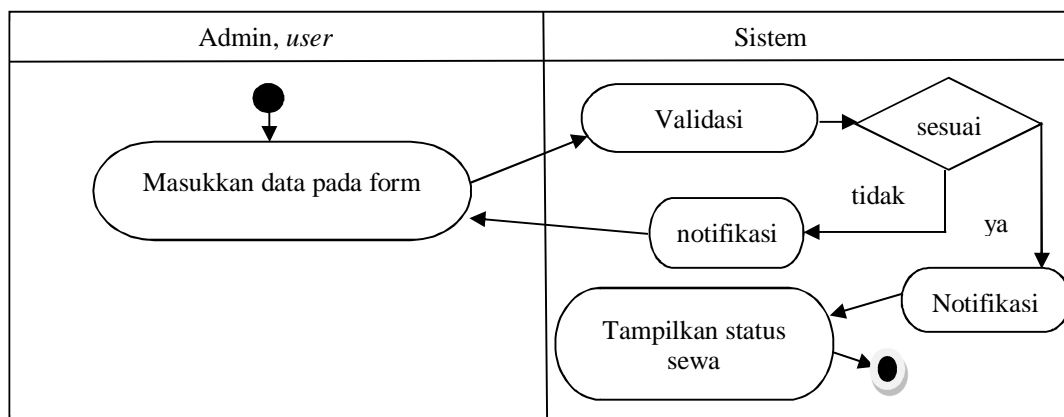 Admin, user
Sistem
Masukkan data pada form
Validasi
sesuai
tidak
ya
notifikasi
Notifikasi
Tampilkan status
sewa